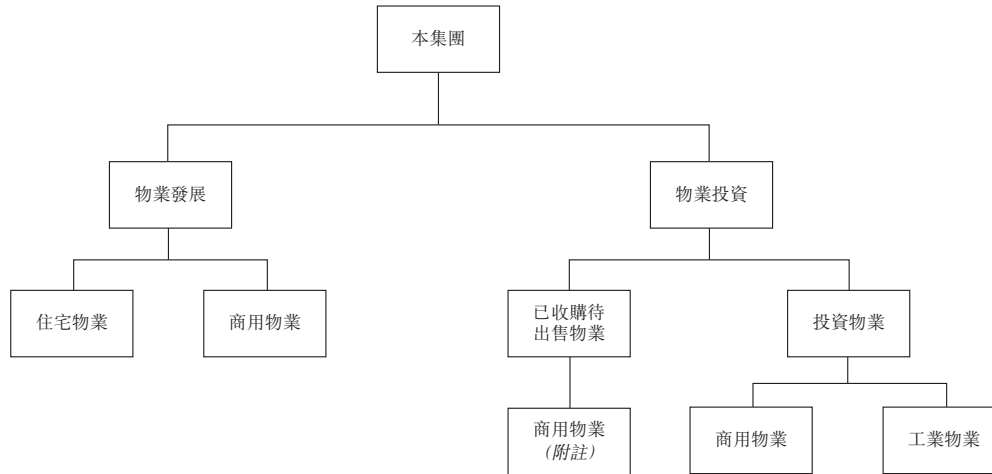 本集團
物業發展
物業投資
住宅物業
商用物業
已收購待
出售物業
投資物業
商用物業
(附註)
商用物業
工業物業